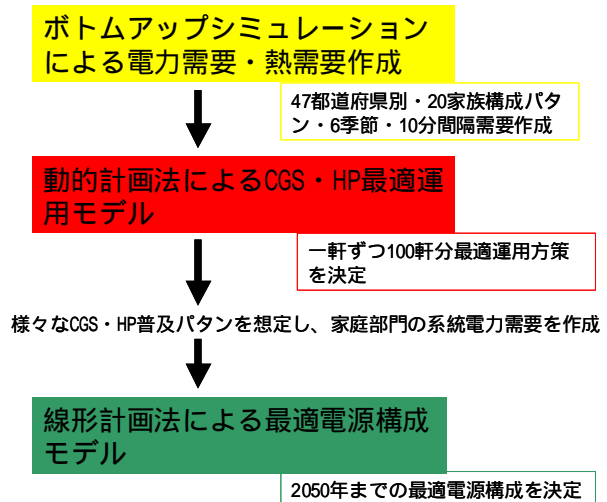 ボトムアップシミュレーション
による電力需要・熱需要作成
47都道府県別・20家族構成パタ
ン・6季節・10分間隔需要作成
動的計画法によるCGS・HP最適運
用モデル
一軒ずつ100軒分最適運用方策
を決定
様々なCGS・HP普及パタンを想定し、家庭部門の系統電力需要を作成
線形計画法による最適電源構成
モデル
2050年までの最適電源構成を決定